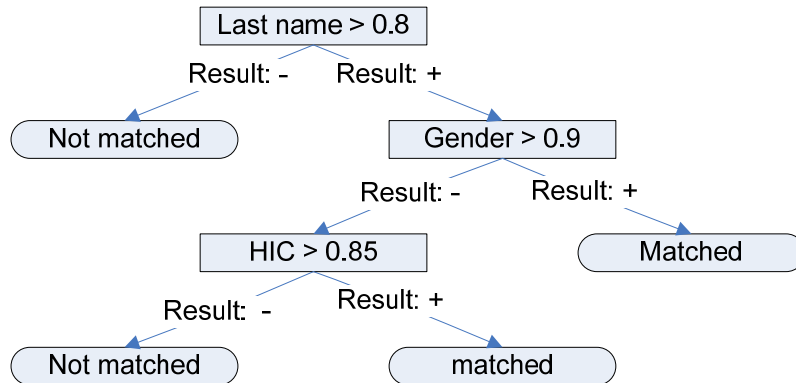 Last name > 0.8
Result: -
Result: +
Not matched
Gender > 0.9
Result: -
Result: +
HIC > 0.85
Matched
Result: -
Result: +
Not matched
matched